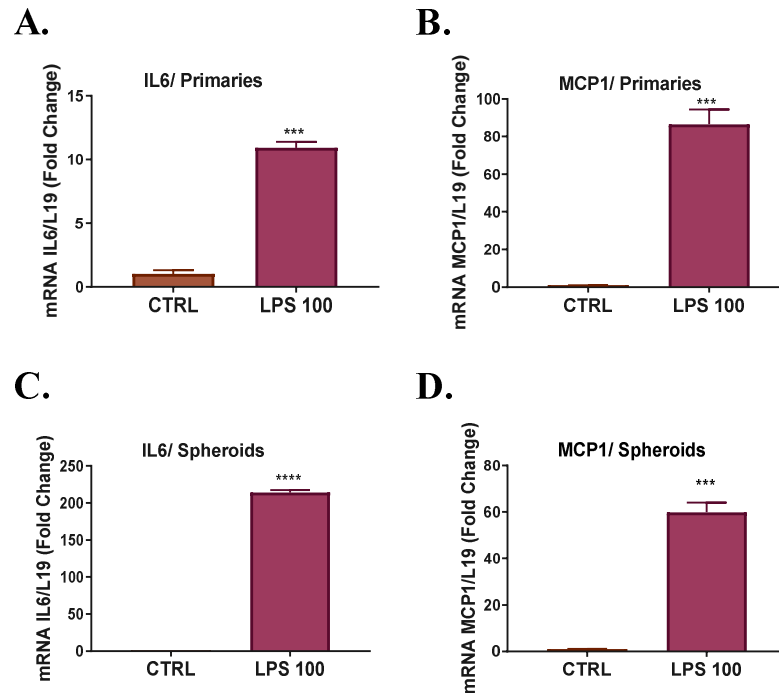 A.
IL6/ Primaries
mRNA IL6/L19 (Fold Change)
15
10
5
0
***
CTRL
LPS 100
B.
MCP1/ Primaries
mRNA MCP1/L19 (Fold Change)
100
80
60
40
20
0
***
CTRL
LPS 100
C.
IL6/ Spheroids
mRNA IL6/L19 (Fold Change)
250
200
150
100
50
0
****
CTRL
LPS 100
D.
MCP1/ Spheroids
mRNA MCP1/L19 (Fold Change)
80
60
40
20
0
***
CTRL
LPS 100